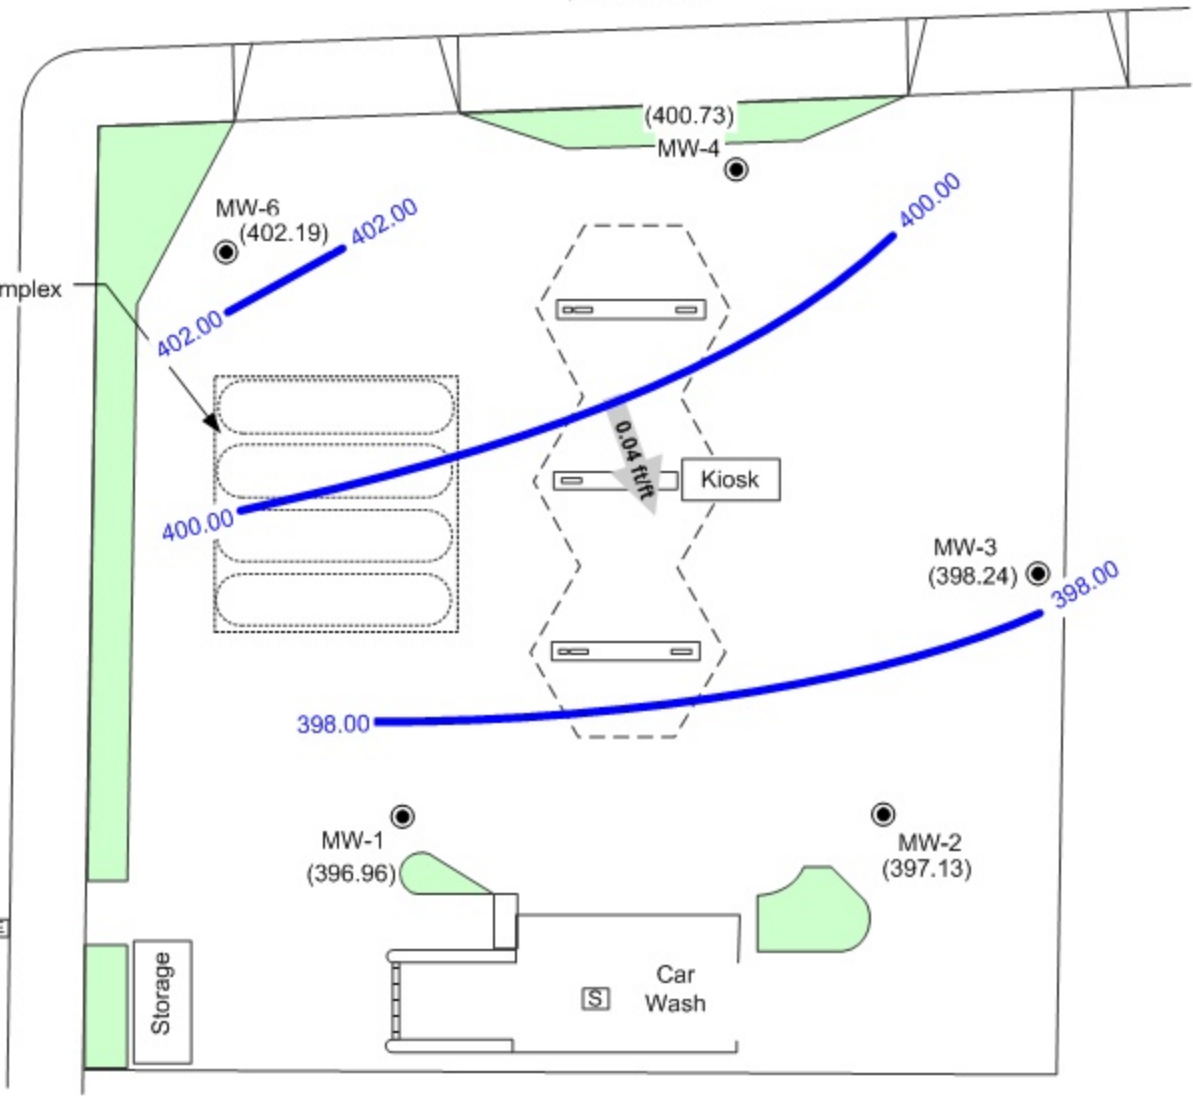 (400.73)
MW-4
MW-6
(402.19)
402.00
400.00
mplex
402.00
0.04 ft/ft
Kiosk
400.00
MW-3
(398.24)
398.00
398.00
MW-1
(396.96)
MW-2
(397.13)
Storage
Car
Wash
S